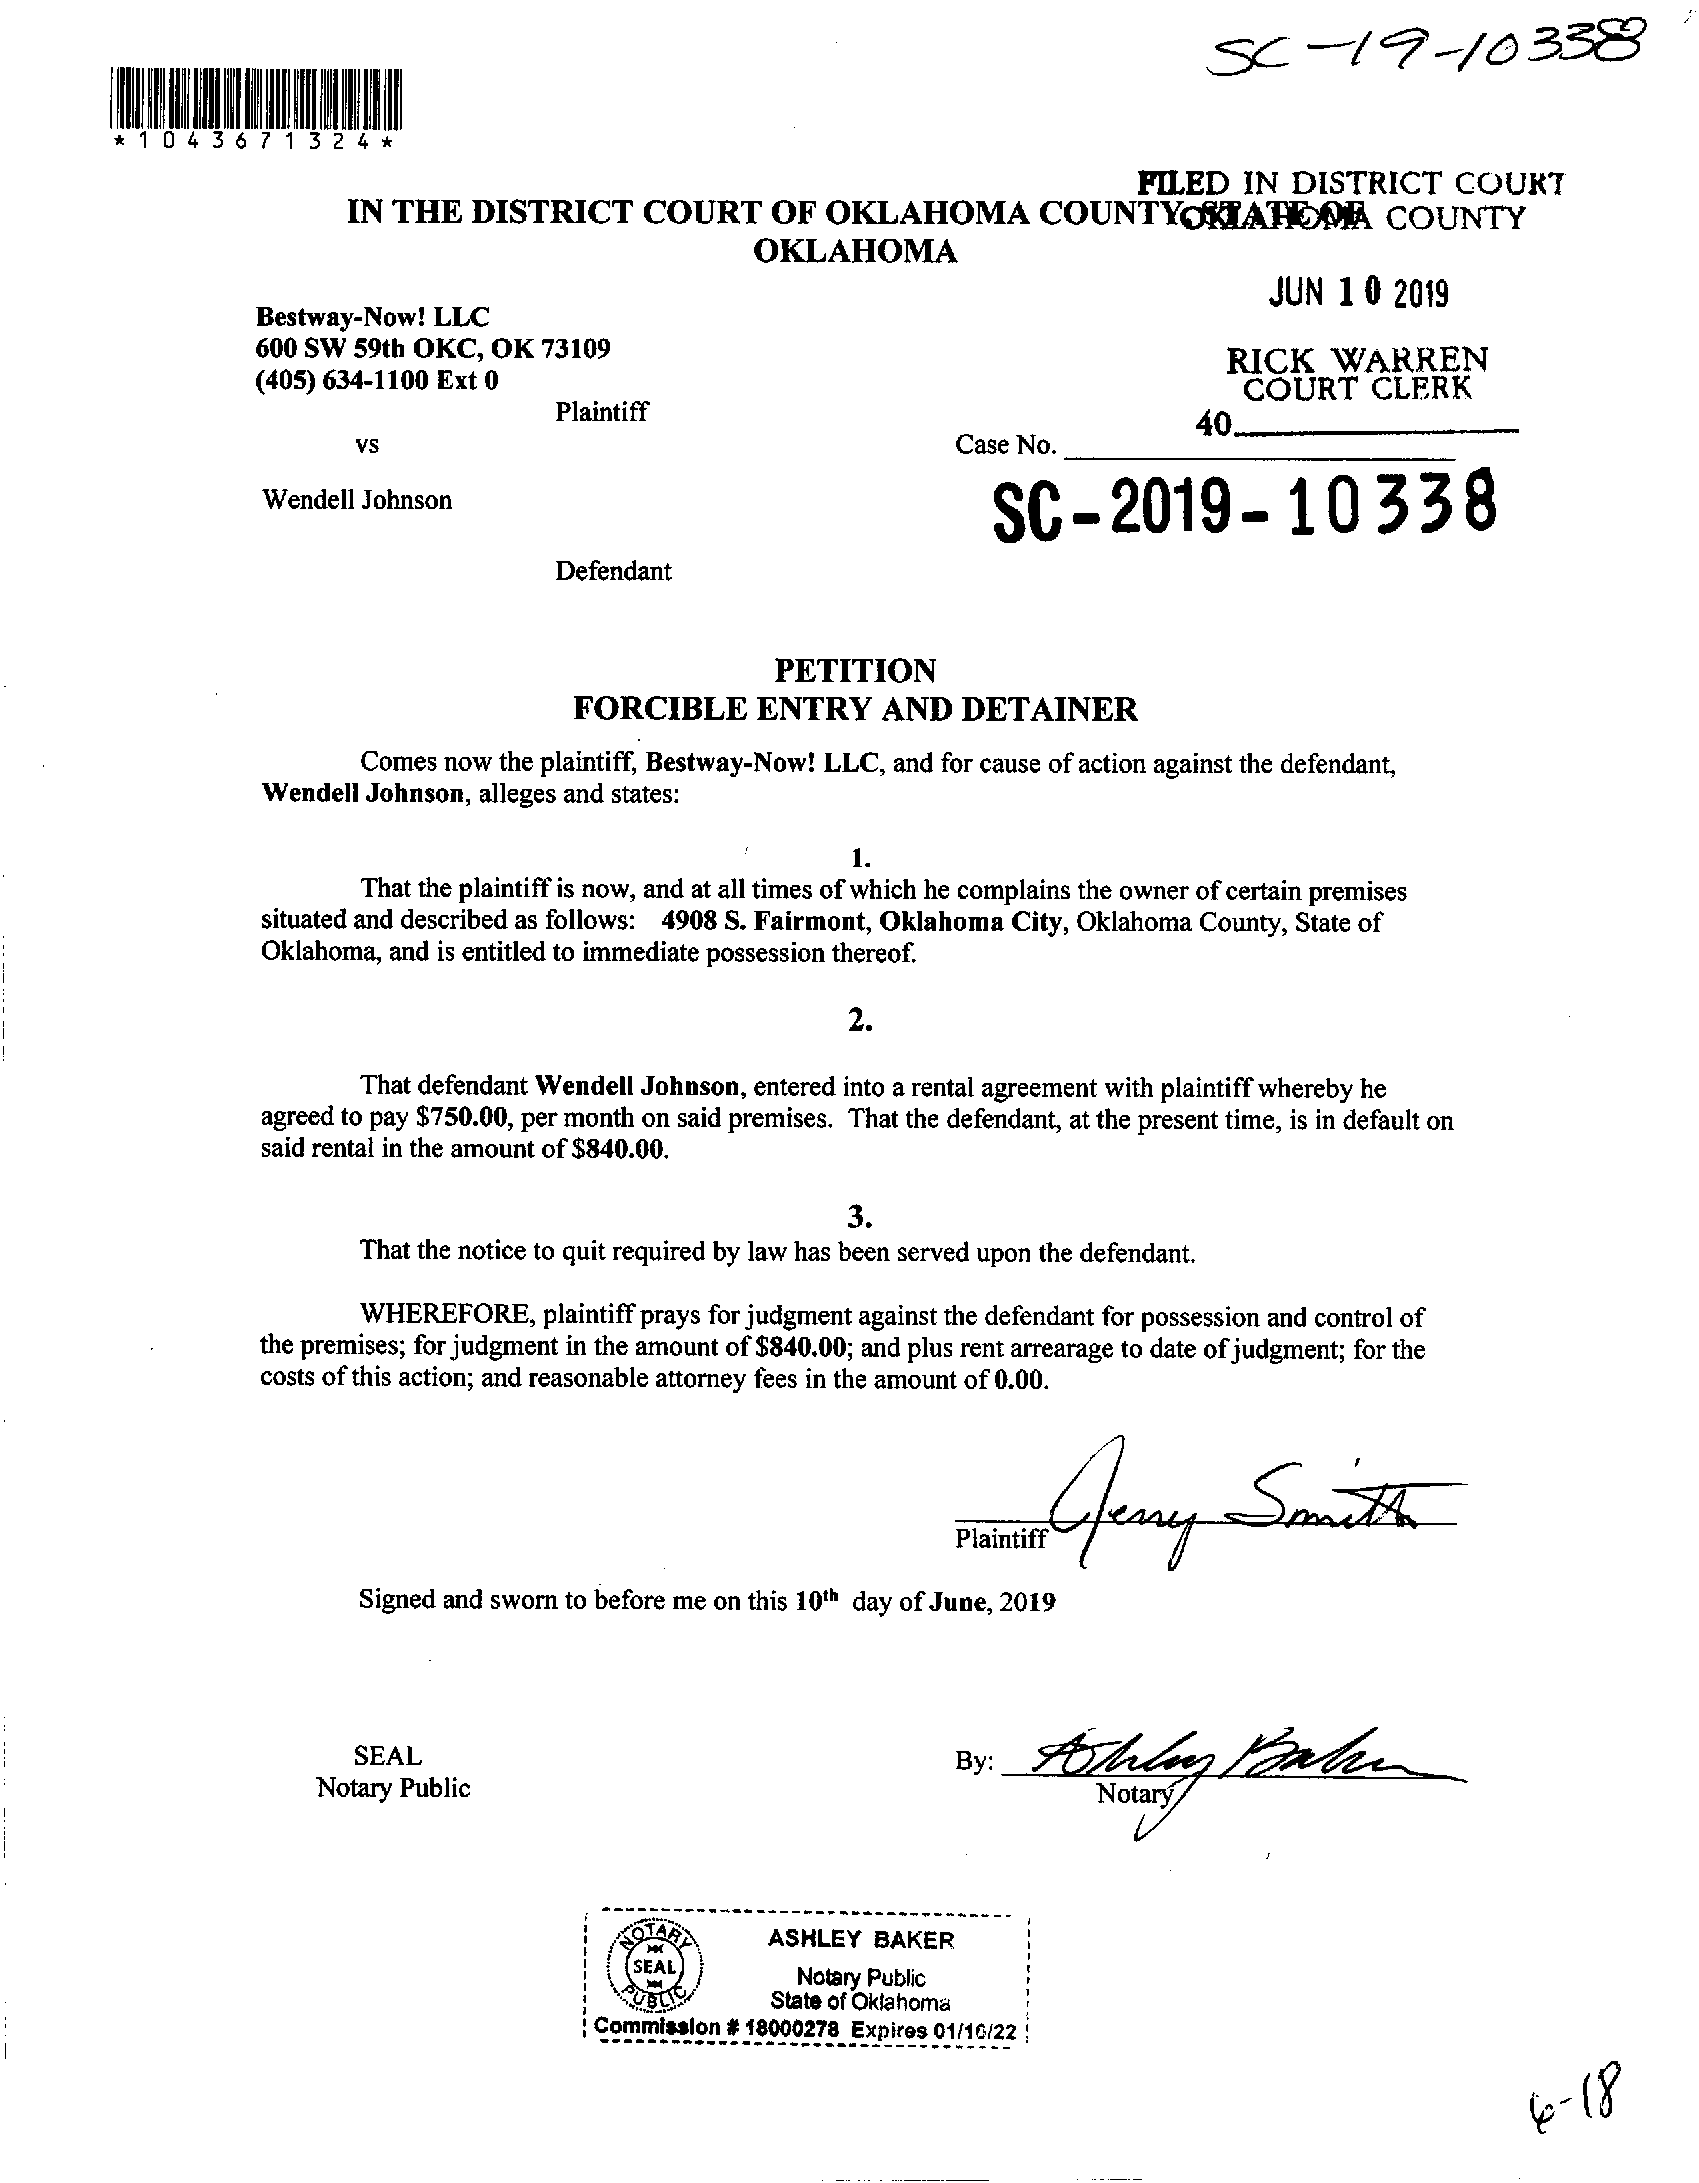 SC-19-10338
*1043671324*
FILED IN DISTRICT COURT
IN THE DISTRICT COURT OF OKLAHOMA COUNTY, STATE OF
OKLAHOMA COUNTY
OKLAHOMA
JUN 10 2019
Bestway-Now! LLC
600 SW 59th OKC, OK 73109
RICK WARREN
(405) 634-1100 Ext 0
COURT CLERK
Plaintiff
40
vs
Case No.
Wendell Johnson
SC-2019-10338
Defendant
PETITION
FORCIBLE ENTRY AND DETAINER
Comes now the plaintiff, Bestway-Now! LLC, and for cause of action against the defendant,
Wendell Johnson, alleges and states:
1.
That the plaintiff is now, and at all times of which he complains the owner of certain premises
situated and described as follows: 4908 S. Fairmont, Oklahoma City, Oklahoma County, State of
Oklahoma, and is entitled to immediate possession thereof.
2.
That defendant Wendell Johnson, entered into a rental agreement with plaintiff whereby he
agreed to pay $750.00, per month on said premises. That the defendant, at the present time, is in default on
said rental in the amount of $840.00.
3.
That the notice to quit required by law has been served upon the defendant.
WHEREFORE, plaintiff prays for judgment against the defendant for possession and control of
the premises; for judgment in the amount of $840.00; and plus rent arrearage to date of judgment; for the
costs of this action; and reasonable attorney fees in the amount of 0.00.
Jerry Smith
Plaintiff
Signed and sworn to before me on this 10th day of June, 2019
SEAL
By: Ashley Baker
Notary Public
Notary
NOTARY
SEAL
PUBLIC
ASHLEY BAKER
Notary Public
State of Oklahoma
Commission # 18000278 Expires 01/10/22
6-18